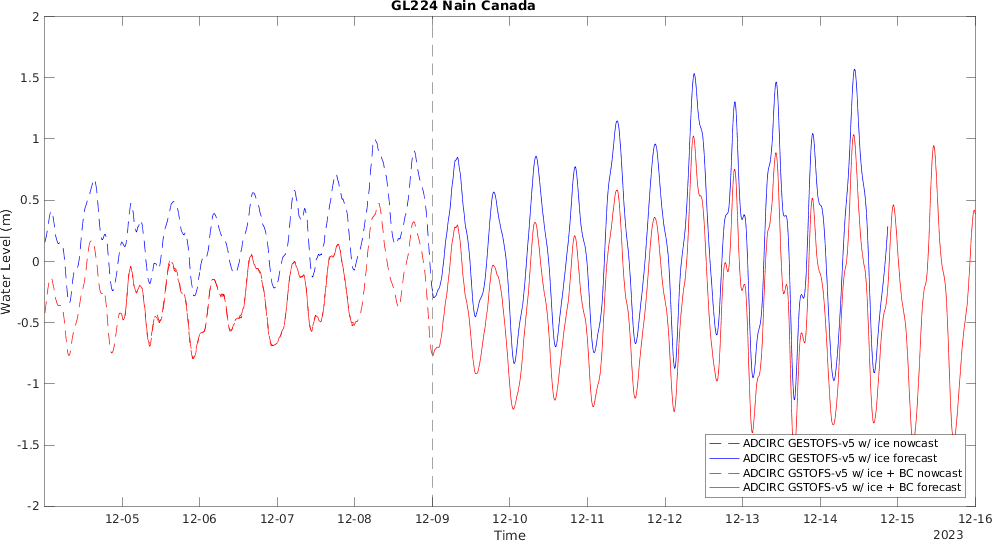 GL224 Nain Canada
2
1.5
1
0.5
0
-0.5
-1
-1.5
-2
Water Level (m)
ADCIRC GESTOFS-v5 w/ ice nowcast
ADCIRC GESTOFS-v5 w/ ice forecast
ADCIRC GSTOFS-v5 w/ ice + BC nowcast
ADCIRC GSTOFS-v5 w/ ice + BC forecast
12-05 12-06 12-07 12-08 12-09 12-10 12-11 12-12 12-13 12-14 12-15 12-16
Time
2023